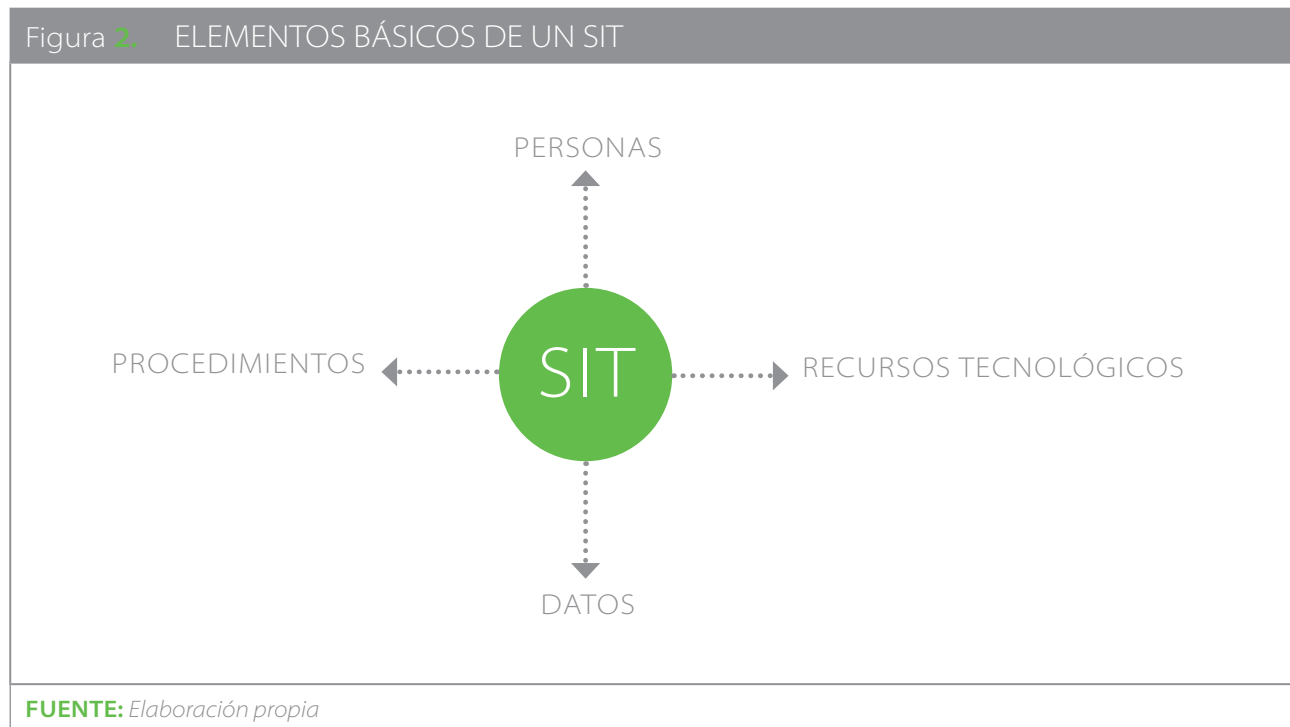 Figura 2. ELEMENTOS BÁSICOS DE UN SIT
PERSONAS
PROCEDIMIENTOS
SIT
RECURSOS TECNOLÓGICOS
DATOS
FUENTE: Elaboración propia